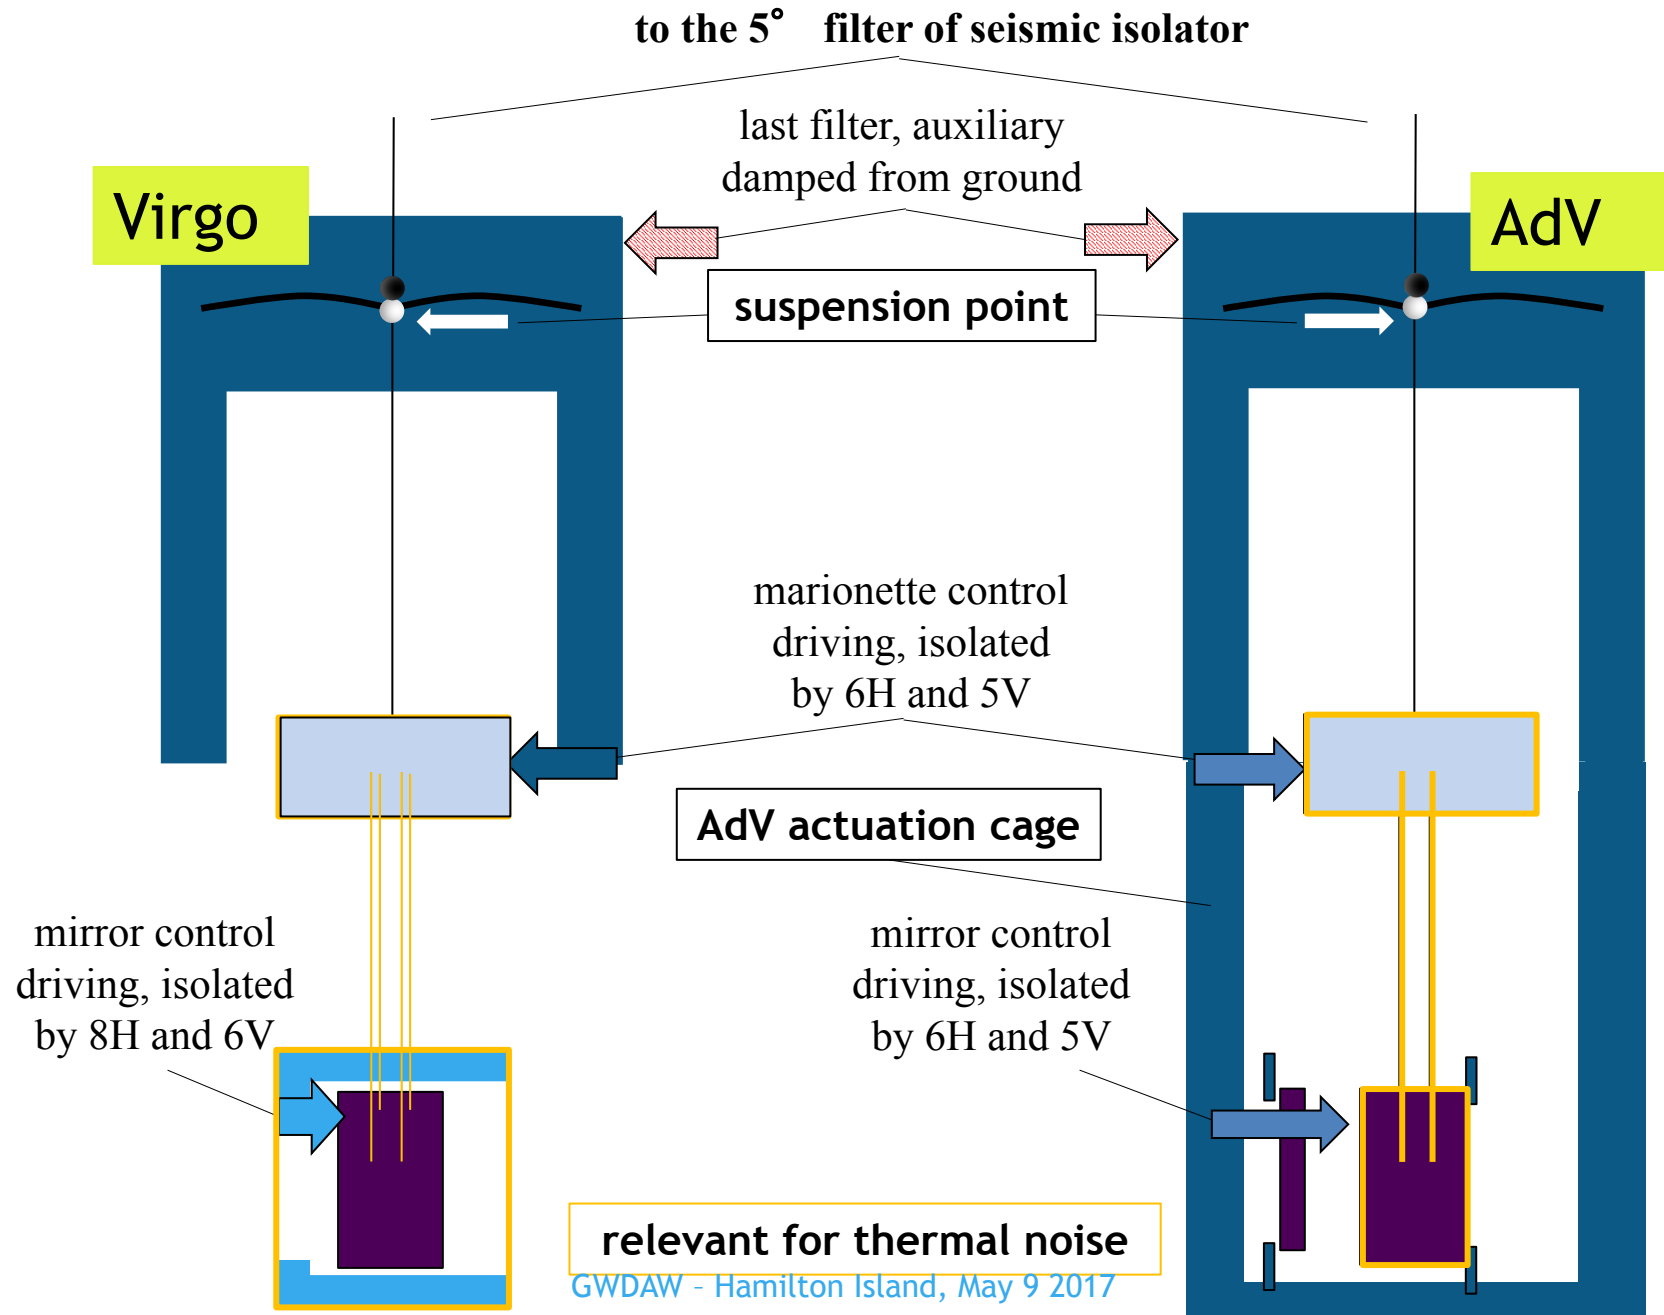 to the 5° filter of seismic isolator
last filter, auxiliary
damped from ground
Virgo
AdV
suspension point
marionette control
driving, isolated
by 6H and 5V
AdV actuation cage
mirror control
driving, isolated
by 8H and 6V
mirror control
driving, isolated
by 6H and 5V
relevant for thermal noise
GWDAW – Hamilton Island, May 9 2017